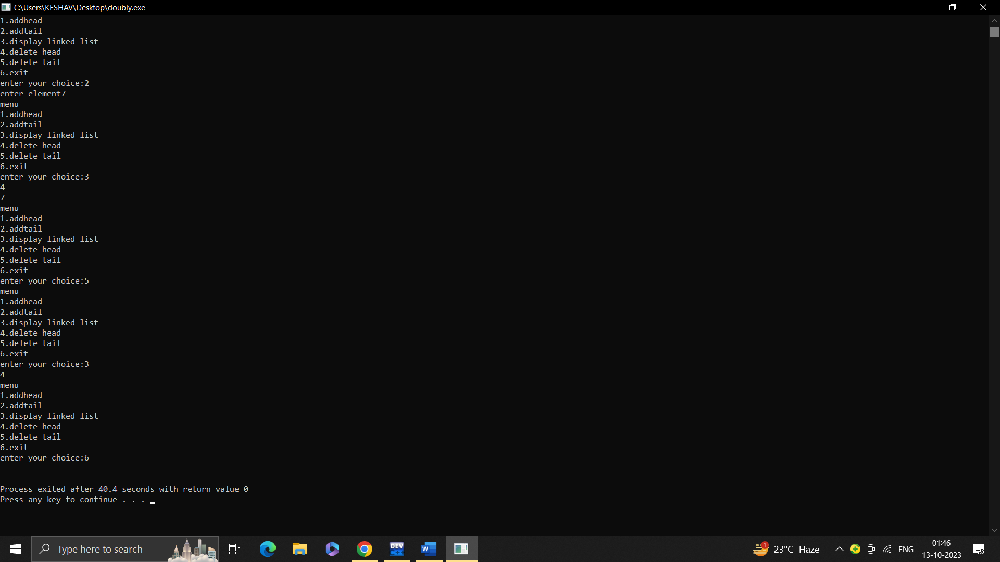 C:\Users\KESHAV\Desktop\doubly.exe
1.addhead
2.addtail
3.display linked list
4.delete head
5.delete tail
6.exit
enter your choice:2
enter element7
menu
1.addhead
2.addtail
3.display linked list
4.delete head
5.delete tail
6.exit
enter your choice:3
4
7
menu
1.addhead
2.addtail
3.display linked list
4.delete head
5.delete tail
6.exit
enter your choice:5
menu
1.addhead
2.addtail
3.display linked list
4.delete head
5.delete tail
6.exit
enter your choice:3
4
menu
1.addhead
2.addtail
3.display linked list
4.delete head
5.delete tail
6.exit
enter your choice:6
--------------------------------
Process exited after 40.4 seconds with return value 0
Press any key to continue . . .
Type here to search
DEV
W
1
23°C Haze
ENG
01:46
13-10-2023